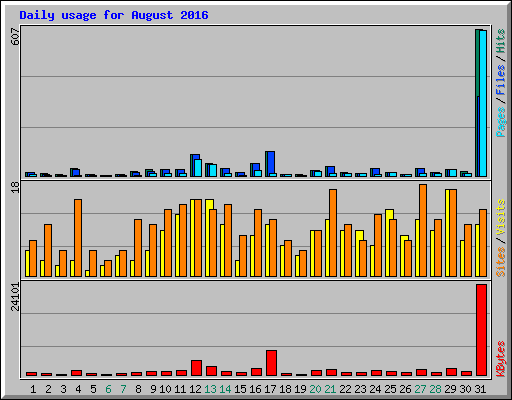 Daily usage for August 2016
607
Pages / Files / Hits
18
Sites / Visits
24101
KBytes
1 2 3 4 5 6 7 8 9 10 11 12 13 14 15 16 17 18 19 20 21 22 23 24 25 26 27 28 29 30 31